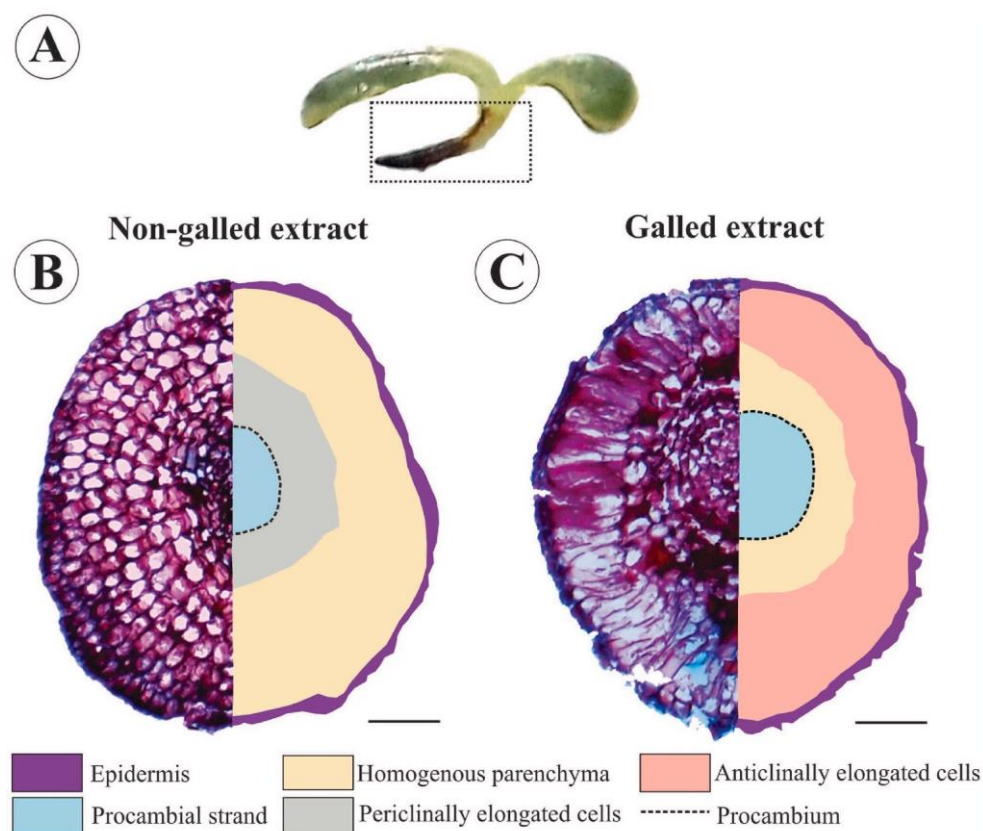 A
Non-galled extract
Galled extract
B
C
Epidermis
Homogenous parenchyma
Anticlinally elongated cells
Procambial strand
Periclinally elongated cells
Procambium